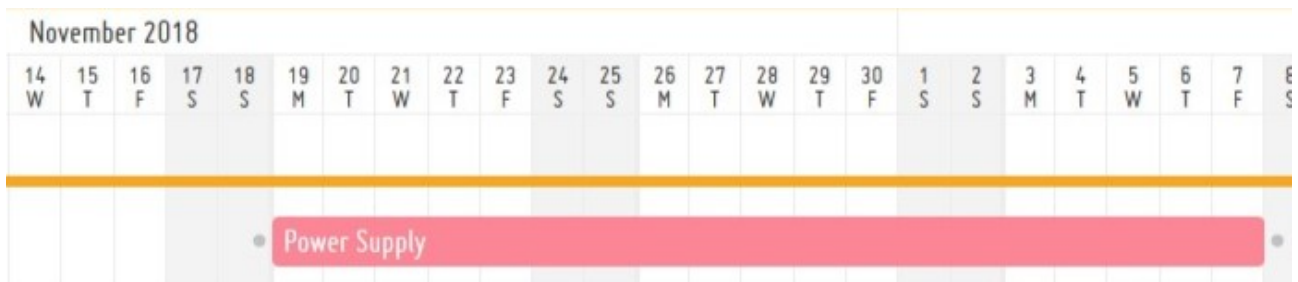 November 2018
14 15 16 17 18 19 20 21 22 23 24 25 26 27 28 29 30 1 2 3 4 5 6 7 8
W T F S S M T W T F S S M T W T F S S M T W T F S
Power Supply